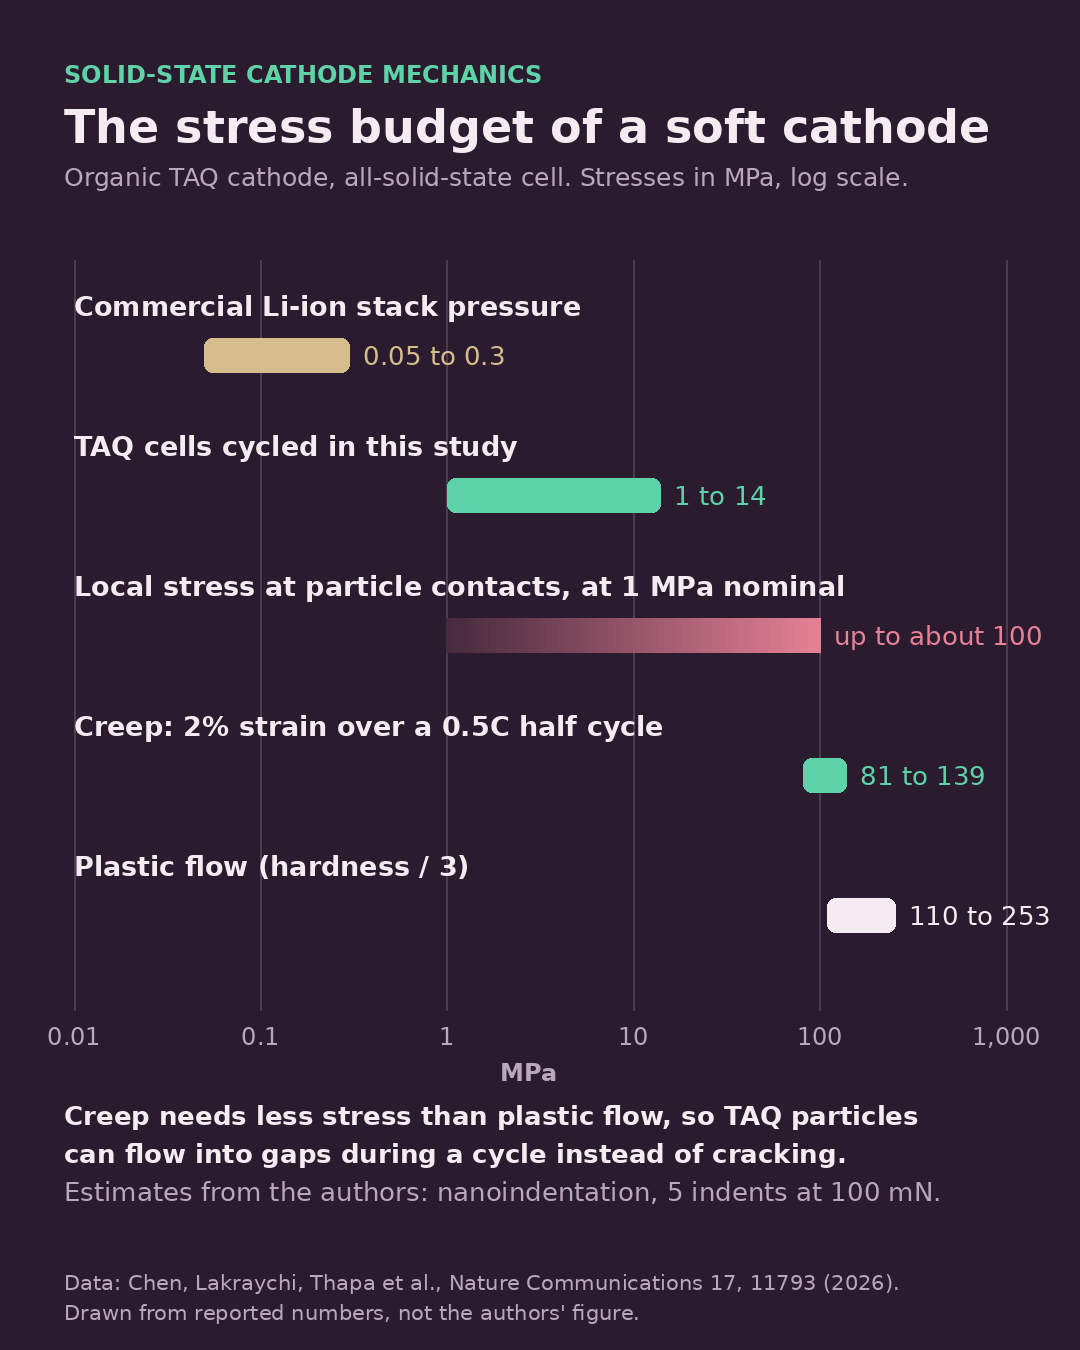 SOLID-STATE CATHODE MECHANICS
The stress budget of a soft cathode
Organic TAQ cathode, all-solid-state cell. Stresses in MPa, log scale.
Commercial Li-ion stack pressure
0.05 to 0.3
TAQ cells cycled in this study
1 to 14
Local stress at particle contacts, at 1 MPa nominal
up to about 100
Creep: 2% strain over a 0.5C half cycle
81 to 139
Plastic flow (hardness / 3)
110 to 253
0.01 0.1 1 10 100 1,000
MPa
Creep needs less stress than plastic flow, so TAQ particles
can flow into gaps during a cycle instead of cracking.
Estimates from the authors: nanoindentation, 5 indents at 100 mN.
Data: Chen, Lakraychi, Thapa et al., Nature Communications 17, 11793 (2026).
Drawn from reported numbers, not the authors' figure.